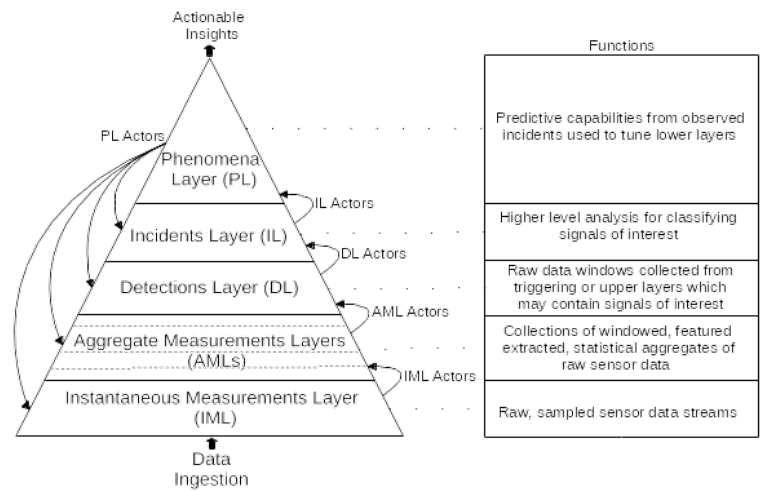 Actionable
Insights
PL Actors
Phenomena
Layer (PL)
IL Actors
Incidents Layer (IL)
DL Actors
Detections Layer (DL)
AML Actors
Aggregate Measurements Layers
(AMLs)
IML Actors
Instantaneous Measurements Layer
(IML)
Data
Ingestion
Functions
Predictive capabilities from observed
incidents used to tune lower layers
Higher level analysis for classifying
signals of interest
Raw data windows collected from
triggering or upper layers which
may contain signals of interest
Collections of windowed, featured
extracted, statistical aggregates of
raw sensor data
Raw, sampled sensor data streams